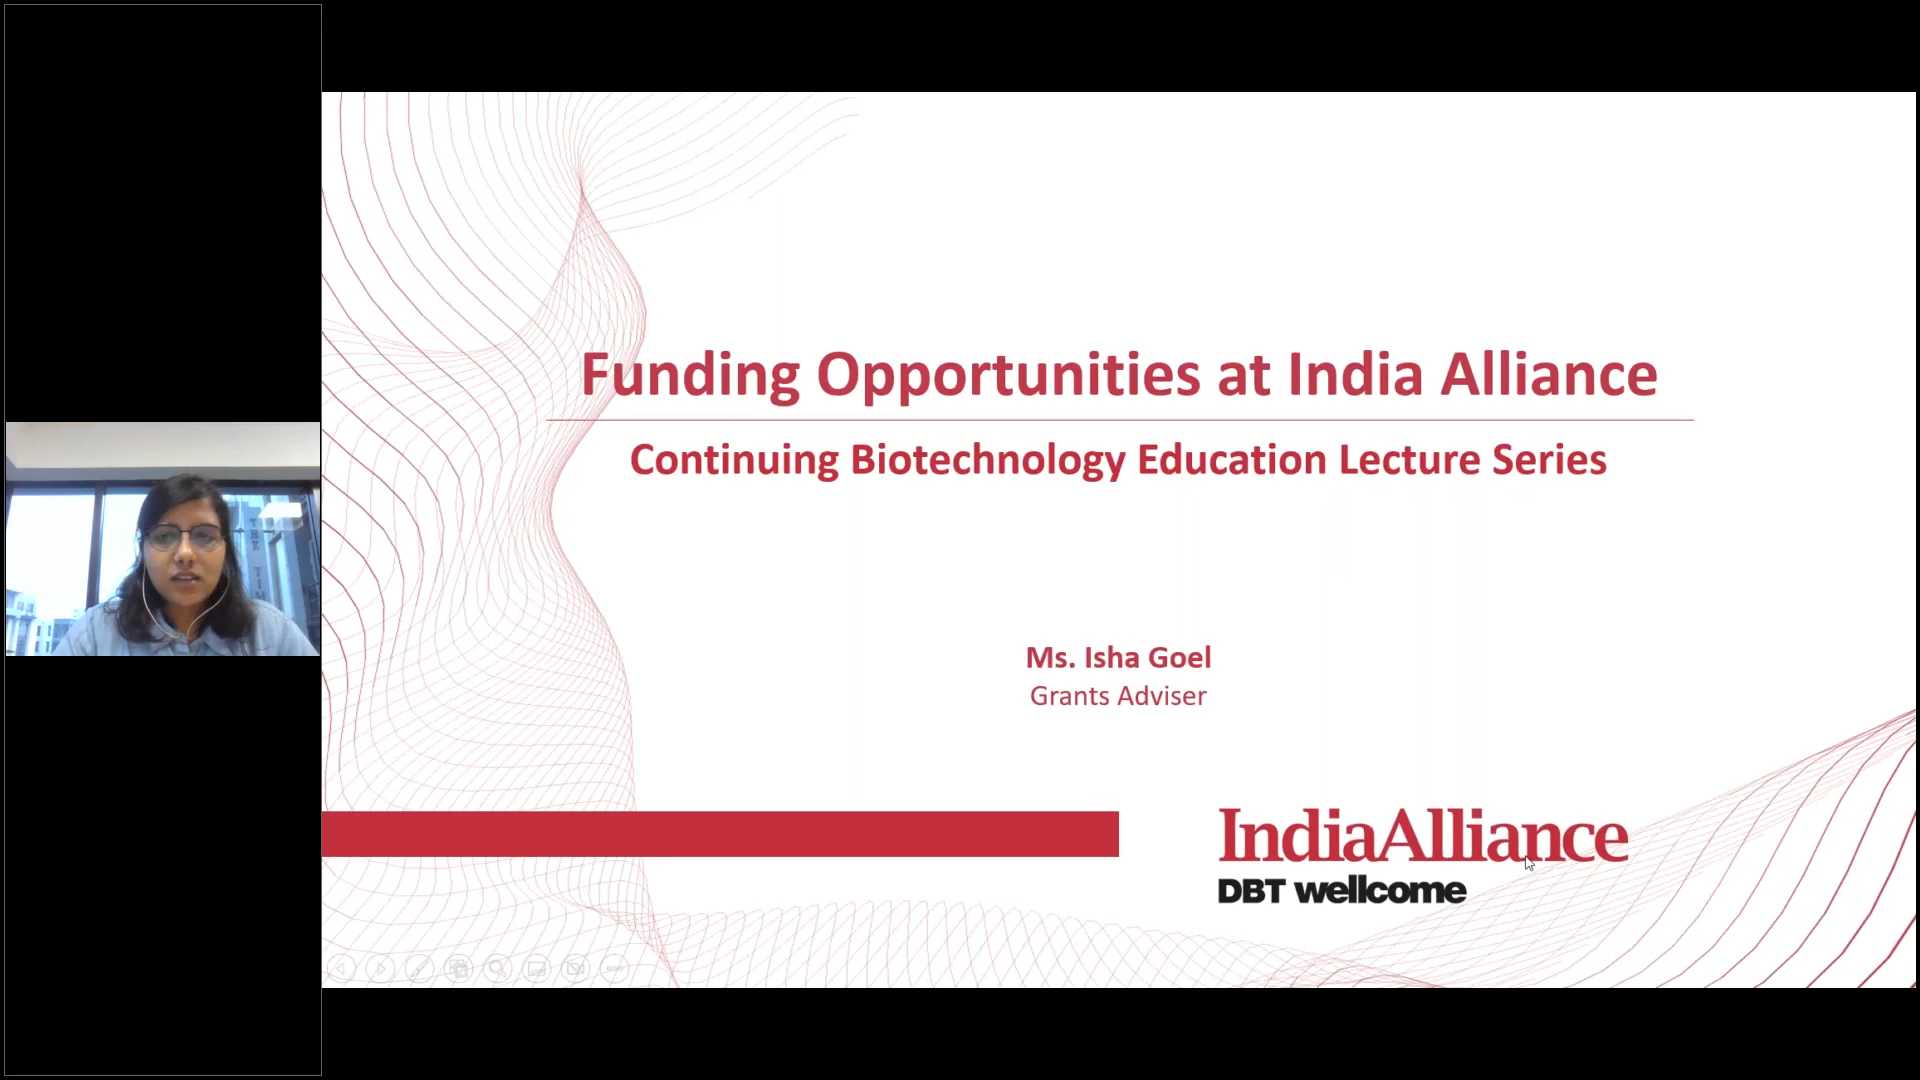 Funding Opportunities at India Alliance
Continuing Biotechnology Education Lecture Series
Ms. Isha Goel
Grants Adviser
IndiaAlliance
DBT wellcome